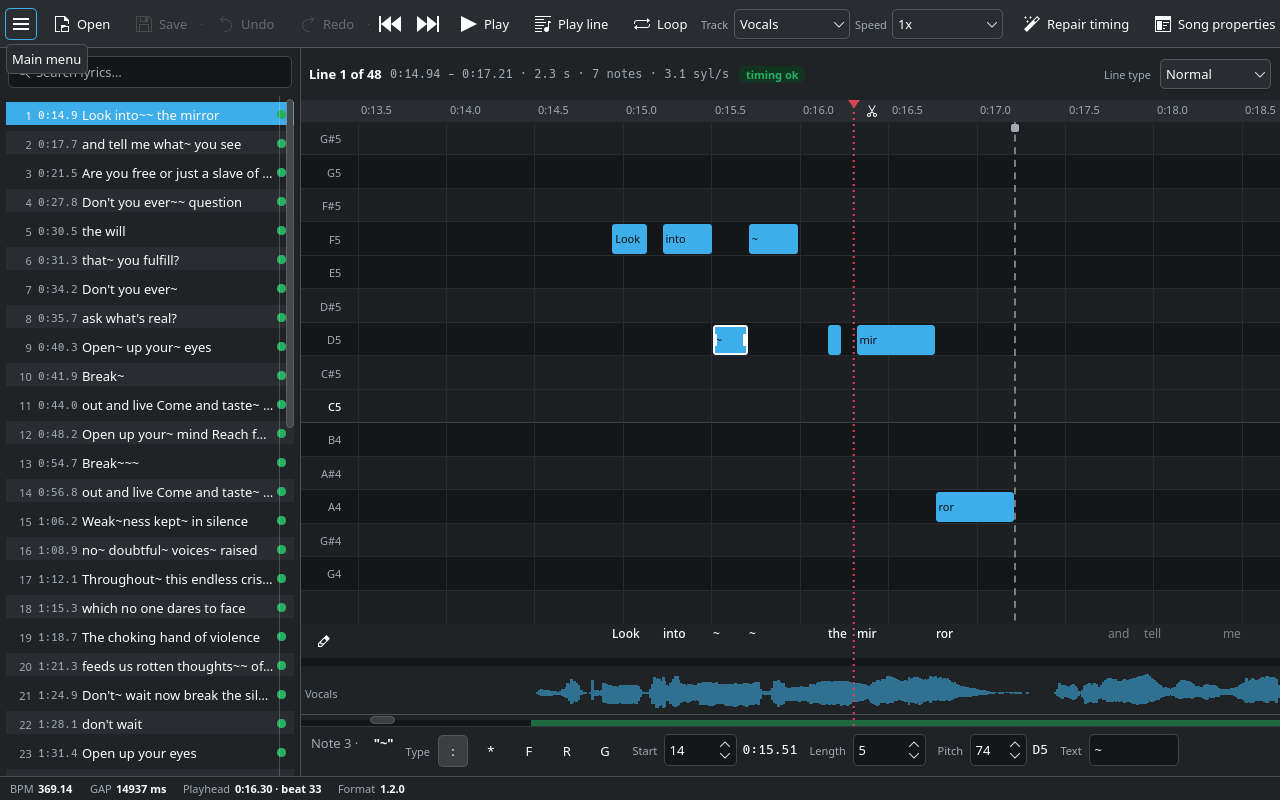 Open Save Undo Redo Play Play line Loop Track Vocals Speed 1x Repair timing Song properties
Main menu
Line 1 of 48 0:14.94 – 0:17.21 · 2.3 s · 7 notes · 3.1 syl/s timing ok Line type Normal
0:13.5 0:14.0 0:14.5 0:15.0 0:15.5 0:16.0 0:16.5 0:17.0 0:17.5 0:18.0 0:18.5
1 0:14.9 Look into~~ the mirror
2 0:17.7 and tell me what~ you see
3 0:21.5 Are you free or just a slave of ...
4 0:27.8 Don't you ever~~ question
5 0:30.5 the will
6 0:31.3 that~ you fulfill?
7 0:34.2 Don't you ever~
8 0:35.7 ask what's real?
9 0:40.3 Open~ up your~ eyes
10 0:41.9 Break~
11 0:44.0 out and live Come and taste~ ...
12 0:48.2 Open up your~ mind Reach f...
13 0:54.7 Break~~~
14 0:56.8 out and live Come and taste~ ...
15 1:06.2 Weak~ness kept~ in silence
16 1:08.9 no~ doubtful~ voices~ raised
17 1:12.1 Throughout~ this endless cris...
18 1:15.3 which no one dares to face
19 1:18.7 The choking hand of violence
20 1:21.3 feeds us rotten thoughts~~ of...
21 1:24.9 Don't~ wait now break the sil...
22 1:28.1 don't wait
23 1:31.4 Open up your eyes
G#5
G5
F#5
F5 Look into ~
E5
D#5
D5 ~ mir
C#5
C5
B4
A#4
A4 ror
G#4
G4
Look into ~ ~ the mir ror and tell me
Vocals
Note 3 · "~" Type : * F R G Start 14 0:15.51 Length 5 Pitch 74 D5 Text ~
BPM 369.14 GAP 14937 ms Playhead 0:16.30 · beat 33 Format 1.2.0